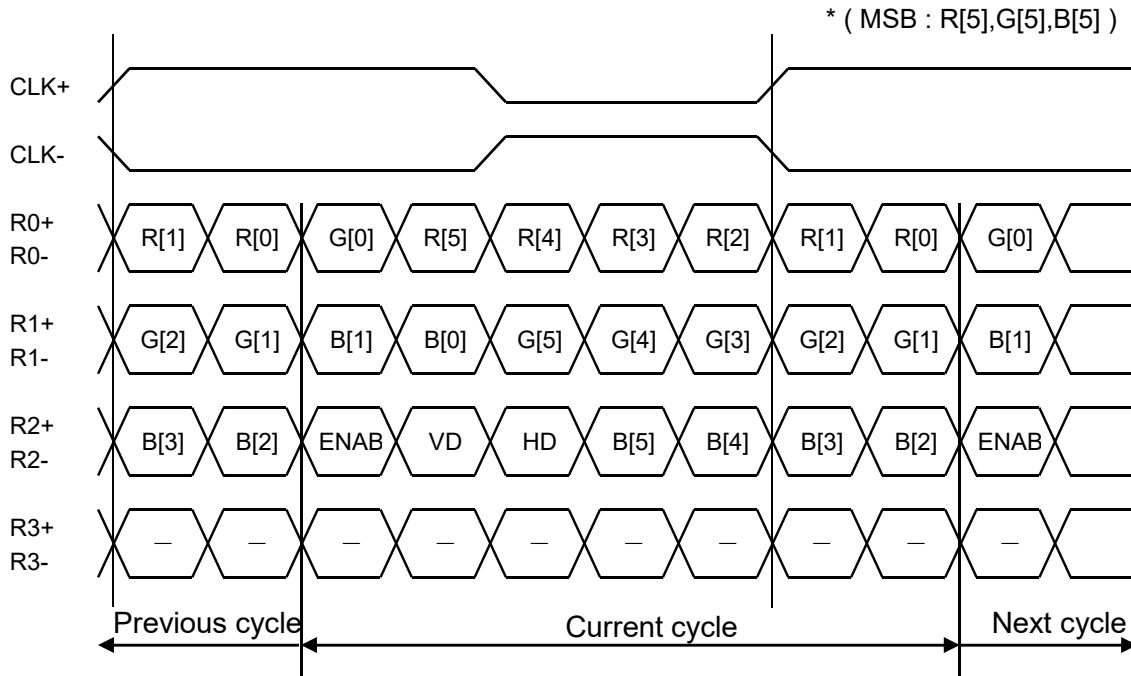 * ( MSB : R[5],G[5],B[5] )
CLK+
CLK-
R0+
R0-
R[1] R[0] G[0] R[5] R[4] R[3] R[2] R[1] R[0] G[0]
R1+
R1-
G[2] G[1] B[1] B[0] G[5] G[4] G[3] G[2] G[1] B[1]
R2+
R2-
B[3] B[2] ENAB VD HD B[5] B[4] B[3] B[2] ENAB
R3+
R3-
— — — — — — — — — —
Previous cycle Current cycle Next cycle